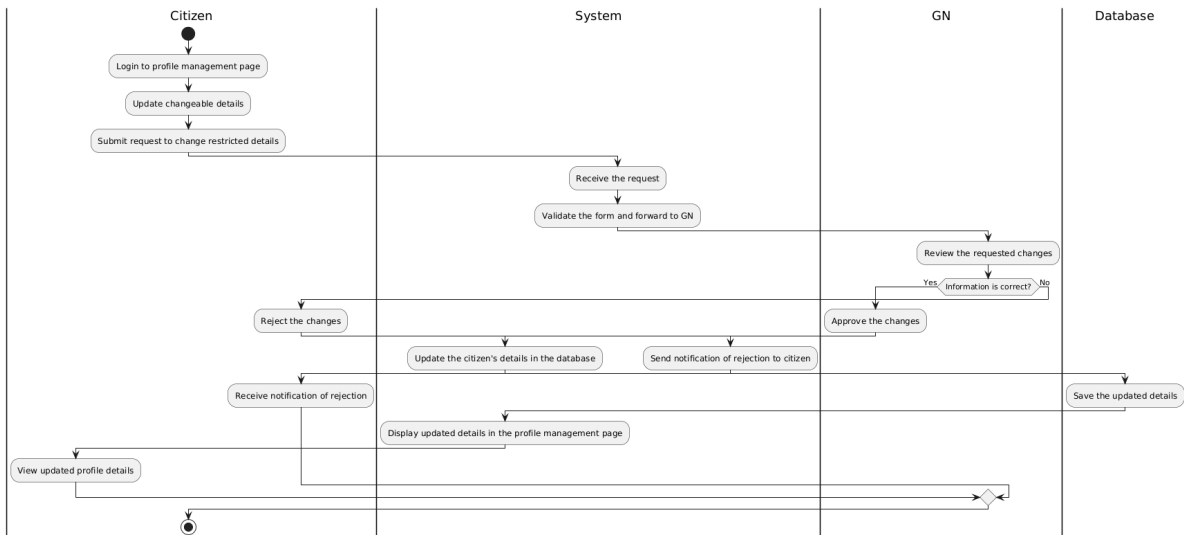 Citizen
System
GN
Database
Login to profile management page
Update changeable details
Submit request to change restricted details
Receive the request
Validate the form and forward to GN
Review the requested changes
Yes
Information is correct?
No
Reject the changes
Approve the changes
Update the citizen's details in the database
Send notification of rejection to citizen
Receive notification of rejection
Save the updated details
Display updated details in the profile management page
View updated profile details